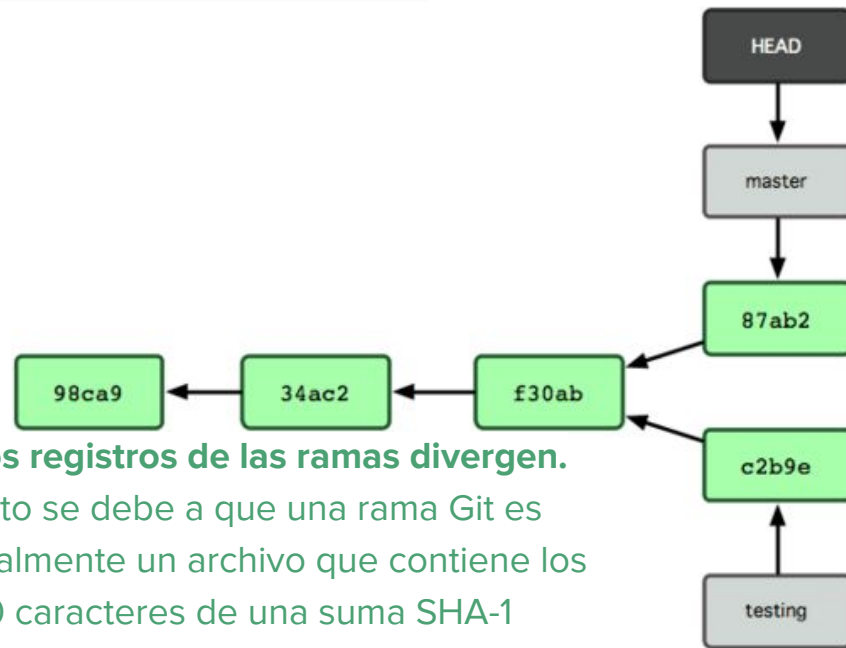 HEAD
master
87ab2
98ca9
34ac2
f30ab
c2b9e
testing
os registros de las ramas divergen.
to se debe a que una rama Git es
almente un archivo que contiene los
0 caracteres de una suma SHA-1